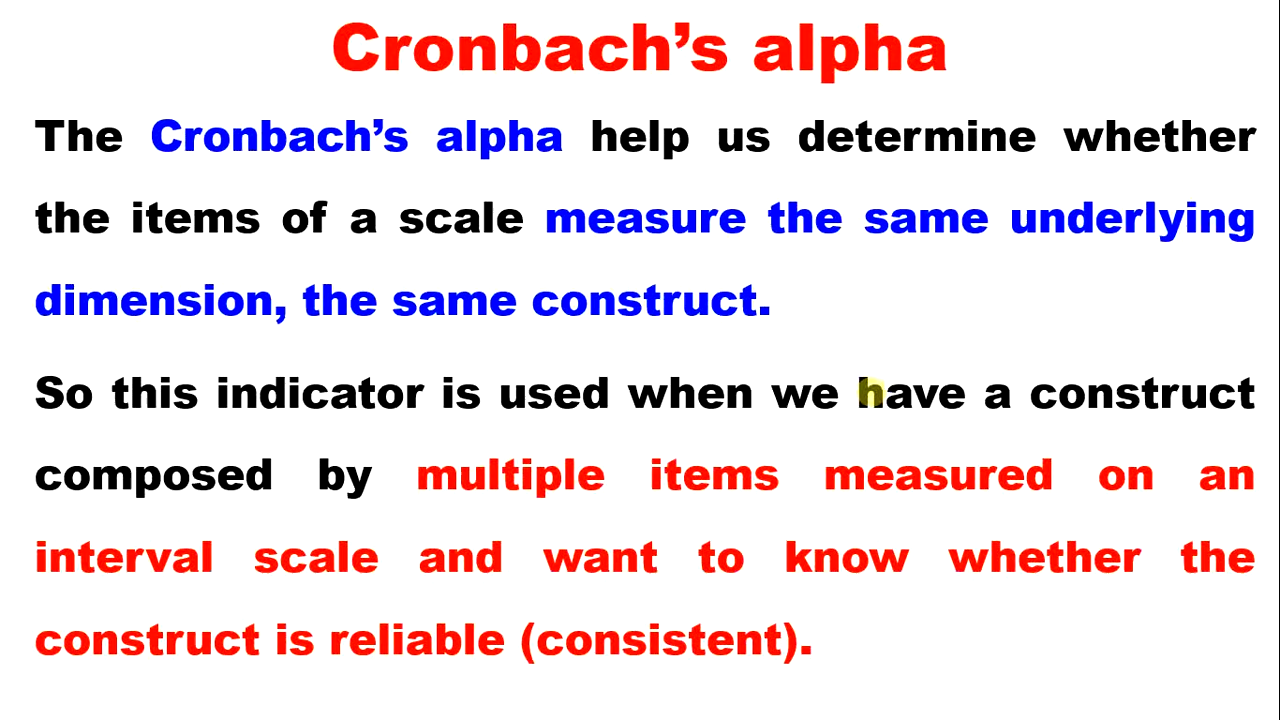 Cronbach’s alpha
The Cronbach’s alpha help us determine whether
the items of a scale measure the same underlying
dimension, the same construct.
So this indicator is used when we have a construct
composed by multiple items measured on an
interval scale and want to know whether the
construct is reliable (consistent).